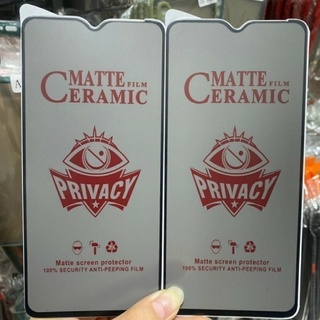 MATTE FILM
CERAMIC
PRIVACY
Matte screen protector
100% SECURITY ANTI-PEEPING FILM
MATTE FILM
CERAMIC
PRIVACY
Matte screen protector
100% SECURITY ANTI-PEEPING FILM